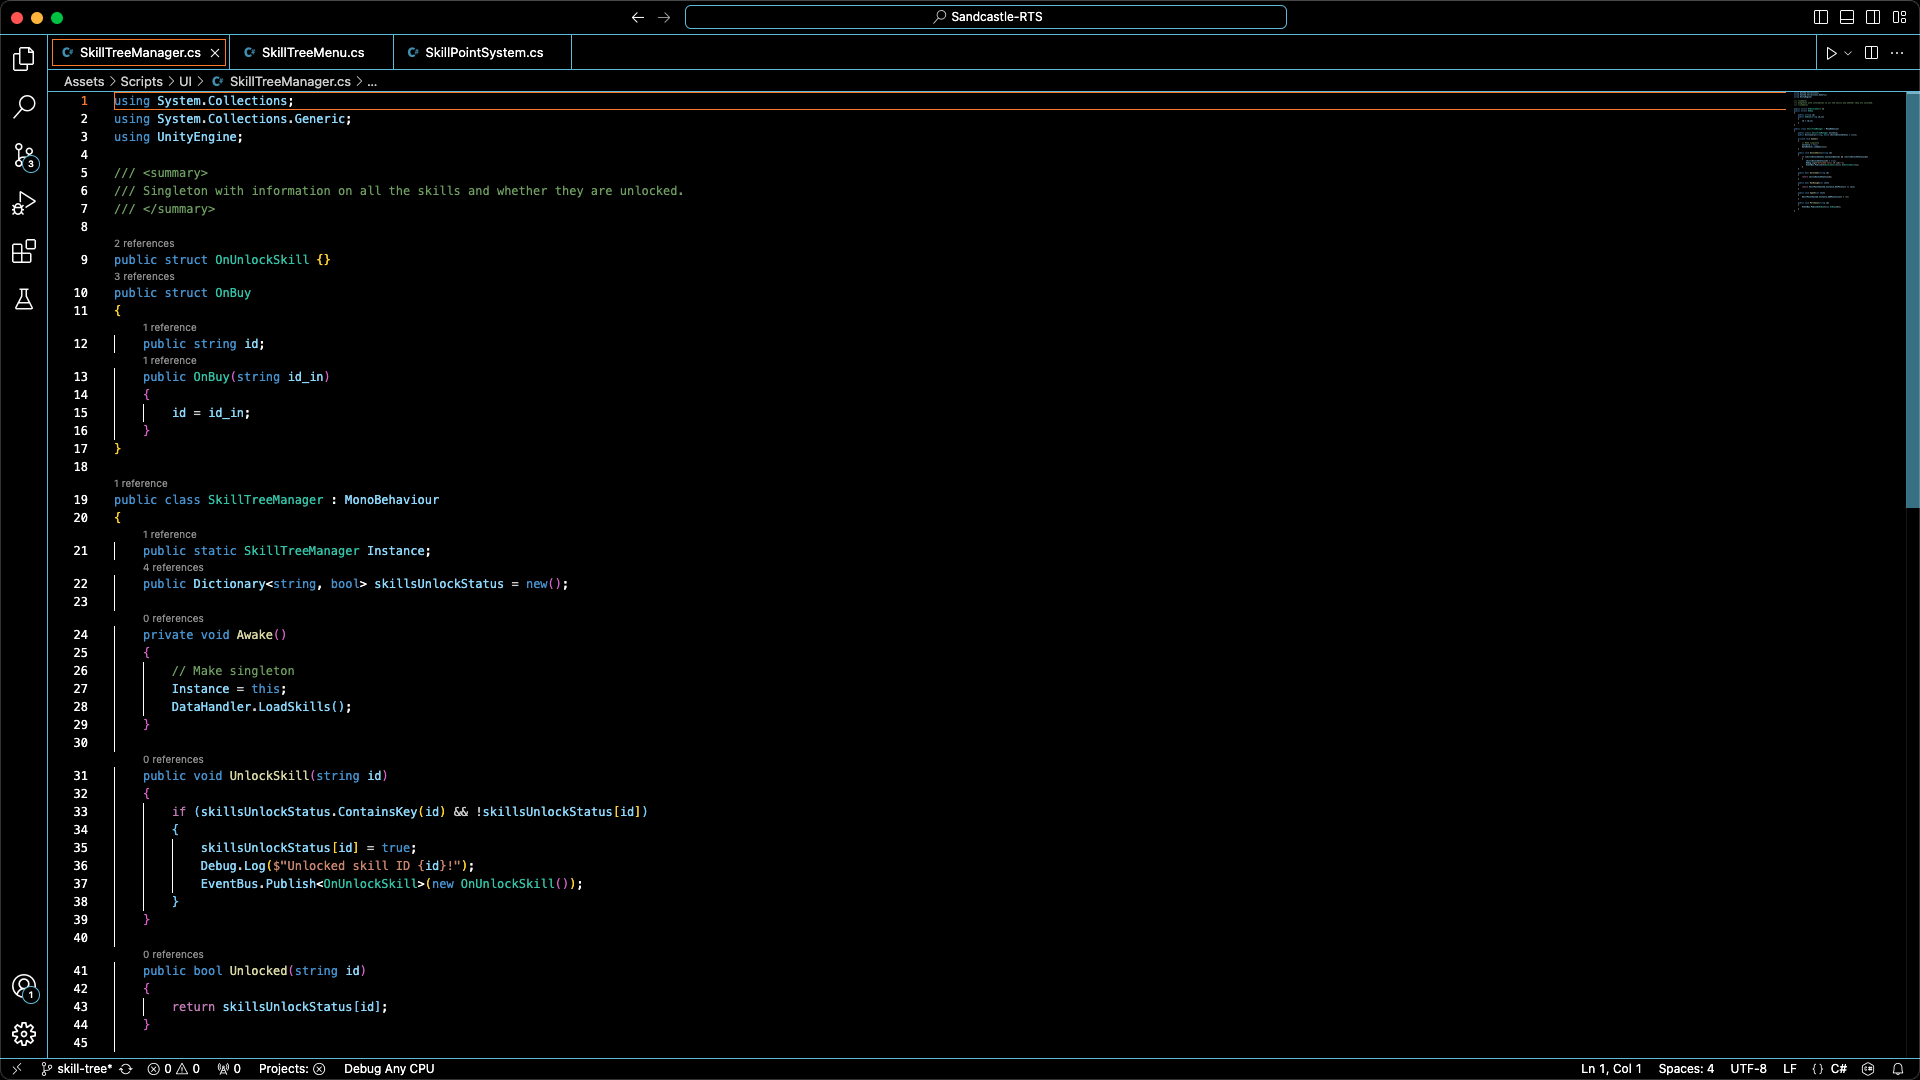 Sandcastle-RTS
SkillTreeManager.cs
SkillTreeMenu.cs
SkillPointSystem.cs
Assets > Scripts > UI > SkillTreeManager.cs > ...
1 using System.Collections;
2 using System.Collections.Generic;
3 using UnityEngine;
4
5 /// <summary>
6 /// Singleton with information on all the skills and whether they are unlocked.
7 /// </summary>
8
2 references
9 public struct OnUnlockSkill {}
3 references
10 public struct OnBuy
11 {
1 reference
12 public string id;
1 reference
13 public OnBuy(string id_in)
14 {
15 id = id_in;
16 }
17 }
18
1 reference
19 public class SkillTreeManager : MonoBehaviour
20 {
1 reference
21 public static SkillTreeManager Instance;
4 references
22 public Dictionary<string, bool> skillsUnlockStatus = new();
23
0 references
24 private void Awake()
25 {
26 // Make singleton
27 Instance = this;
28 DataHandler.LoadSkills();
29 }
30
0 references
31 public void UnlockSkill(string id)
32 {
33 if (skillsUnlockStatus.ContainsKey(id) && !skillsUnlockStatus[id])
34 {
35 skillsUnlockStatus[id] = true;
36 Debug.Log($"Unlocked skill ID {id}!");
37 EventBus.Publish<OnUnlockSkill>(new OnUnlockSkill());
38 }
39 }
40
0 references
41 public bool Unlocked(string id)
42 {
43 return skillsUnlockStatus[id];
44 }
45
3
1
skill-tree* 0 0 0 Projects: Debug Any CPU Ln 1, Col 1 Spaces: 4 UTF-8 LF {} C#